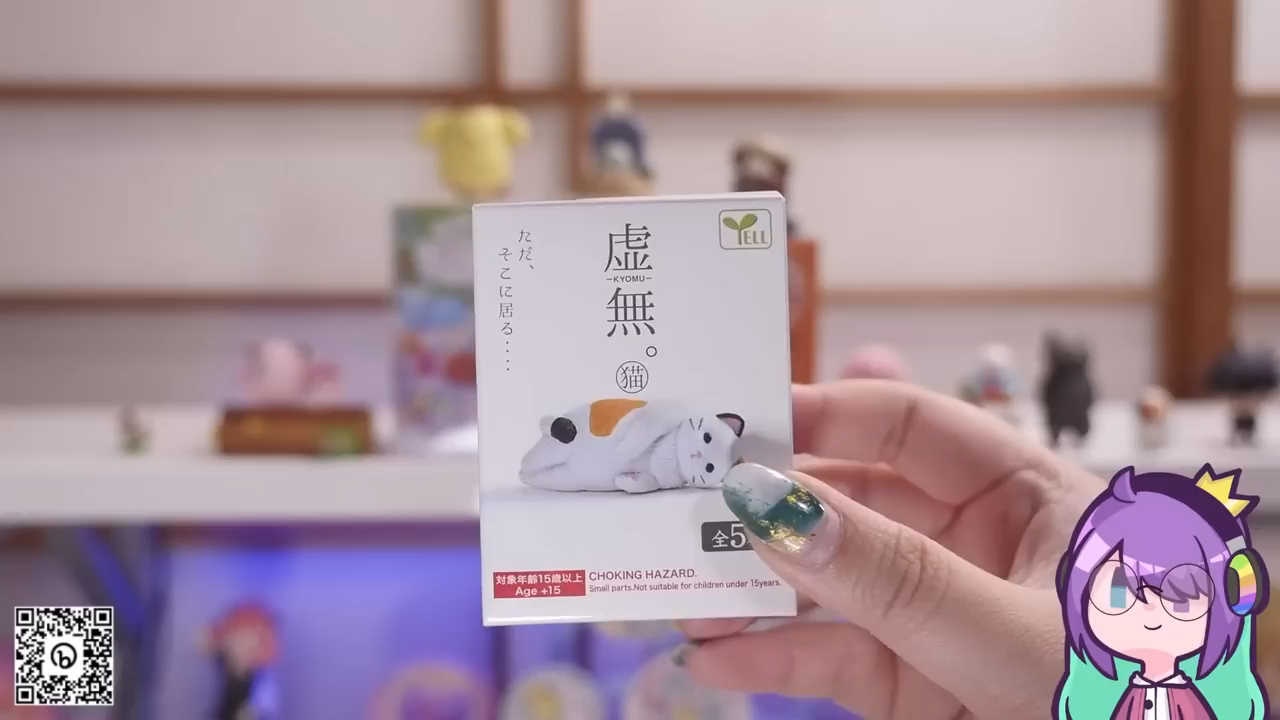 ただ、
そこに居る‥‥
虚
-KYOMU-
無。
猫
YELL
全5
対象年齢15歳以上
Age +15
CHOKING HAZARD.
Small parts.Not suitable for children under 15years.